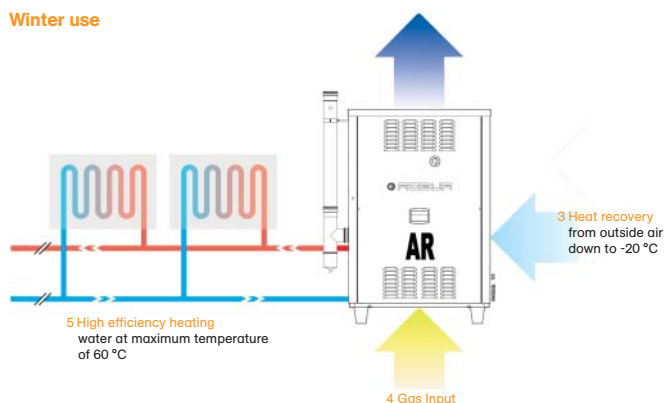 Winter use
ROBUR
AR
3 Heat recovery
from outside air
down to -20 °C
5 High efficiency heating
water at maximum temperature
of 60 °C
4 Gas Input